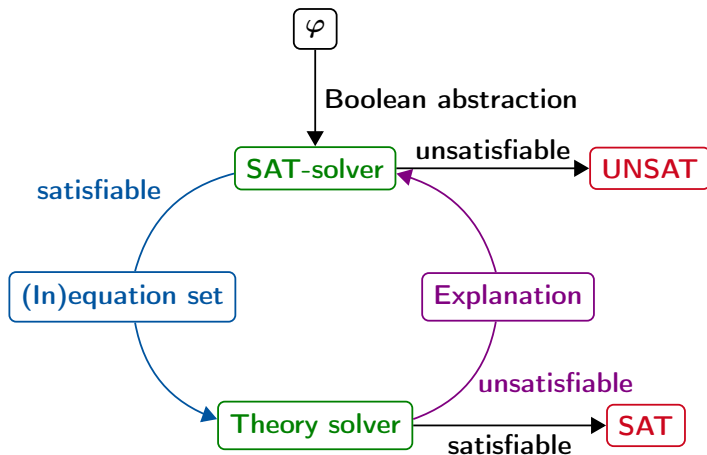 φ
Boolean abstraction
unsatisfiable
SAT-solver
UNSAT
satisfiable
(In)equation set
Explanation
unsatisfiable
Theory solver
SAT
satisfiable